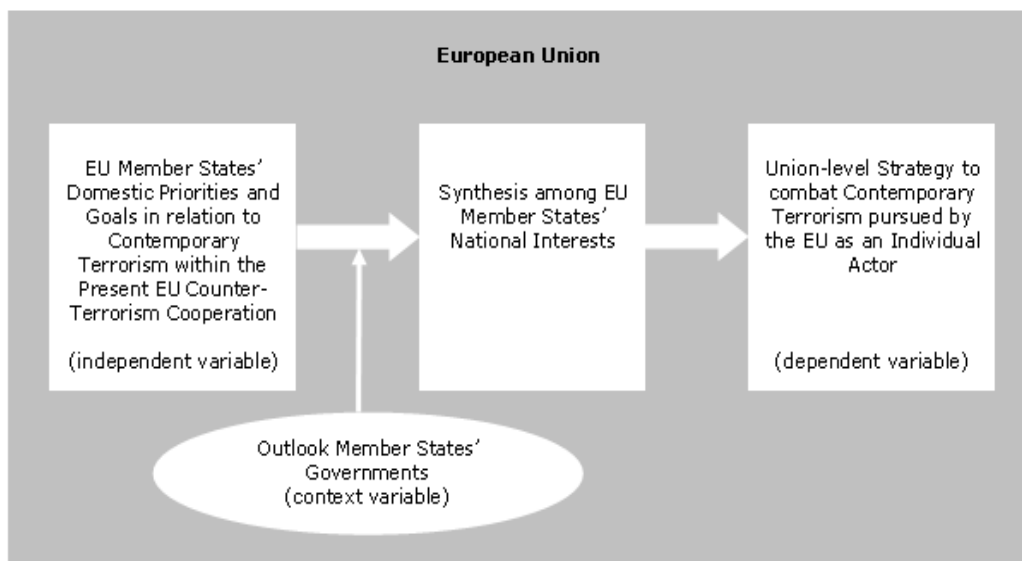 European Union
EU Member States'
Domestic Priorities and
Goals in relation to
Contemporary
Terrorism within the
Present EU Counter-
Terrorism Cooperation
(independent variable)
Synthesis among EU
Member States'
National Interests
Union-level Strategy to
combat Contemporary
Terrorism pursued by
the EU as an Individual
Actor
(dependent variable)
Outlook Member States'
Governments
(context variable)